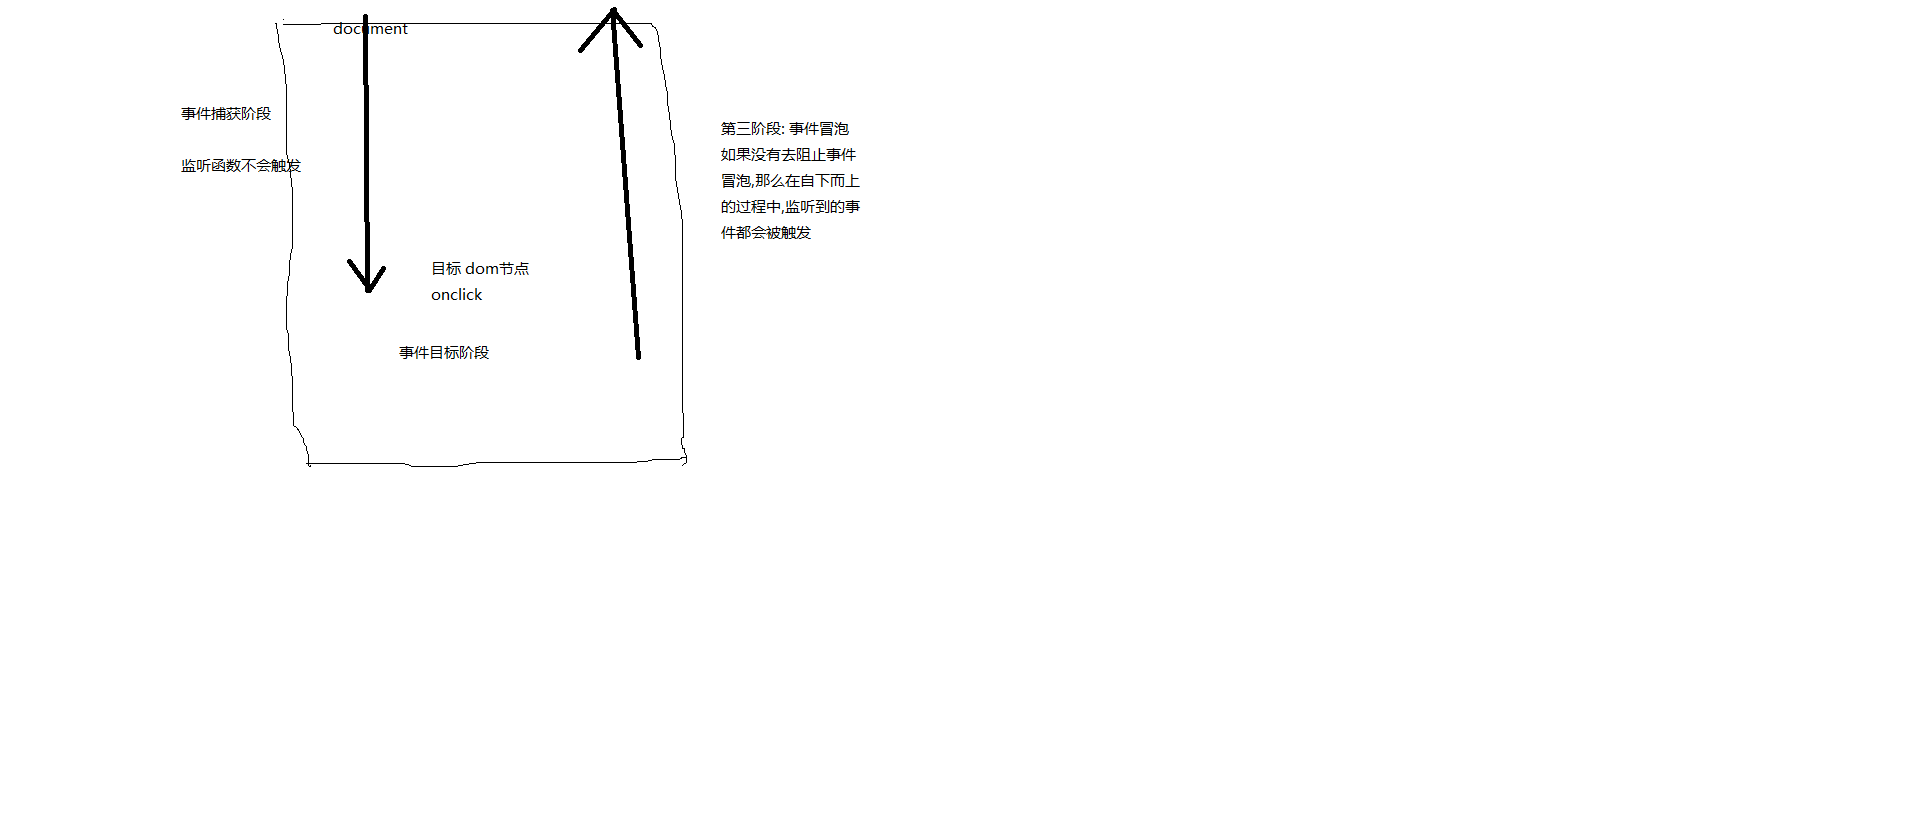 document
事件捕获阶段
监听函数不会触发
目标 dom节点
onclick
事件目标阶段
第三阶段: 事件冒泡
如果没有去阻止事件
冒泡,那么在自下而上
的过程中,监听到的事
件都会被触发